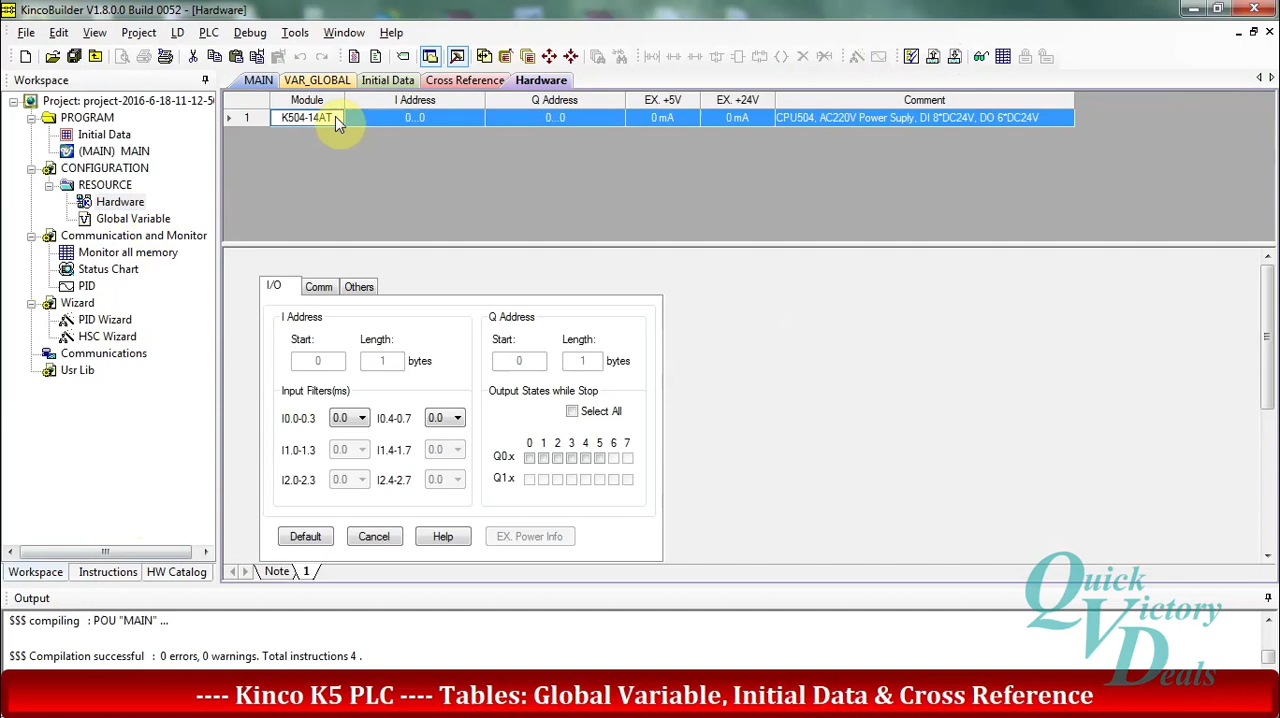 KincoBuilder V1.8.0.0 Build 0052 - [Hardware]
File Edit View Project LD PLC Debug Tools Window Help
Workspace
MAIN VAR_GLOBAL Initial Data Cross Reference Hardware
Project: project-2016-6-18-11-12-50
PROGRAM
Initial Data
(MAIN) MAIN
CONFIGURATION
RESOURCE
Hardware
Global Variable
Communication and Monitor
Monitor all memory
Status Chart
PID
Wizard
PID Wizard
HSC Wizard
Communications
Usr Lib
Workspace Instructions HW Catalog
Module I Address Q Address EX. +5V EX. +24V Comment
1 K504-14AT 0...0 0...0 0 mA 0 mA CPU504, AC220V Power Suply, DI 8*DC24V, DO 6*DC24V
I/O Comm Others
I Address
Start: Length:
0 1 bytes
Input Filters(ms)
I0.0-0.3 0.0 I0.4-0.7 0.0
I1.0-1.3 0.0 I1.4-1.7 0.0
I2.0-2.3 0.0 I2.4-2.7 0.0
Q Address
Start: Length:
0 1 bytes
Output States while Stop
Select All
0 1 2 3 4 5 6 7
Q0.x
Q1.x
Default Cancel Help EX. Power Info
Note 1
Output
$$$ compiling : POU "MAIN" ...
$$$ Compilation successful : 0 errors, 0 warnings. Total instructions 4 .
Quick
Victory
Deals
---- Kinco K5 PLC ---- Tables: Global Variable, Initial Data & Cross Reference